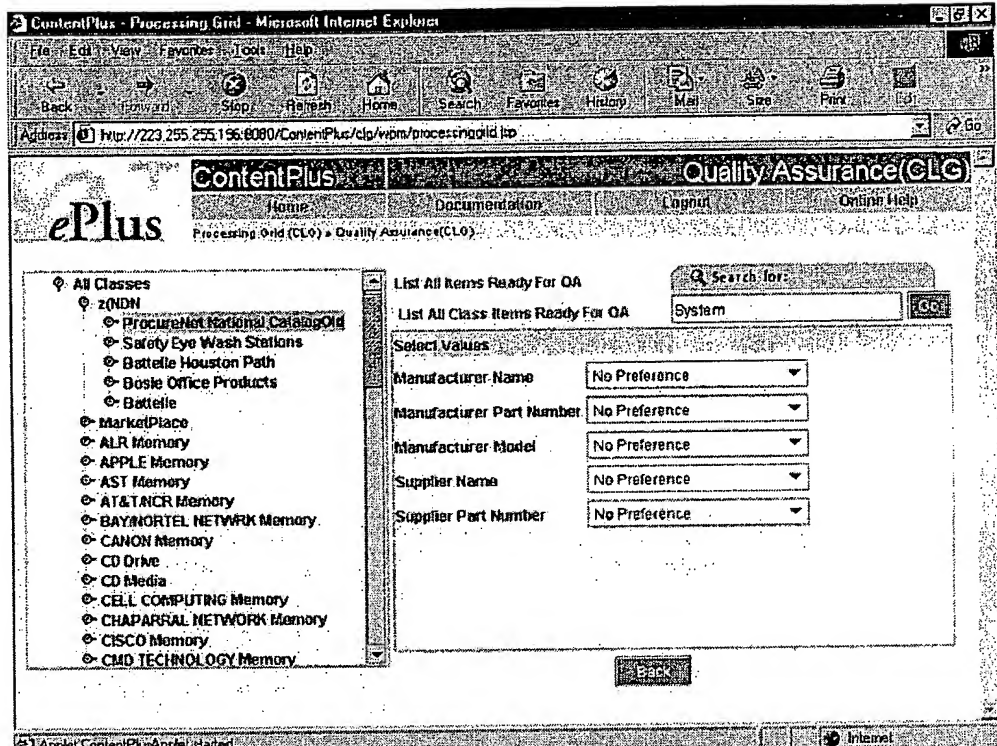 ContentPlus - Processing Grid - Microsoft Internet Explorer
File Edit View Favorites Tools Help
Back Forward Stop Refresh Home Search Favorites History Mail Size Print Edit
Address http://223.255.255.196:8080/ContentPlus/clg/wpm/processinggrid.jsp Go
ePlus
ContentPlus Quality Assurance(CLG)
Home Documentation Logout Online Help
Processing Grid (CLG) » Quality Assurance(CLG)
All Classes
z(NDN
ProcureNet National CatalogOld
Safety Eye Wash Stations
Battelle Houston Path
Bosie Office Products
Battelle
MarketPlace
ALR Memory
APPLE Memory
AST Memory
AT&T/NCR Memory
BAY/NORTEL NETWRK Memory
CANON Memory
CD Drive
CD Media
CELL COMPUTING Memory
CHAPARRAL NETWORK Memory
CISCO Memory
CMD TECHNOLOGY Memory
List All Items Ready For QA
Search for:
List All Class Items Ready For QA
System
GO
Select Values
Manufacturer Name No Preference
Manufacturer Part Number No Preference
Manufacturer Model No Preference
Supplier Name No Preference
Supplier Part Number No Preference
Back
Applet ContentPlusApplet started
Internet